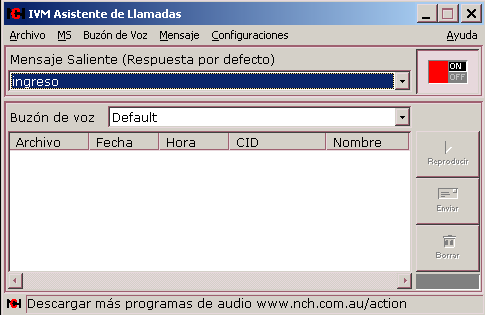 IVM Asistente de Llamadas
Archivo MS Buzón de Voz Mensaje Configuraciones Ayuda
Mensaje Saliente (Respuesta por defecto)
ingreso
ON
OFF
Buzón de voz Default
Archivo Fecha Hora CID Nombre
Reproducir
Enviar
Borrar
NCH Descargar más programas de audio www.nch.com.au/action